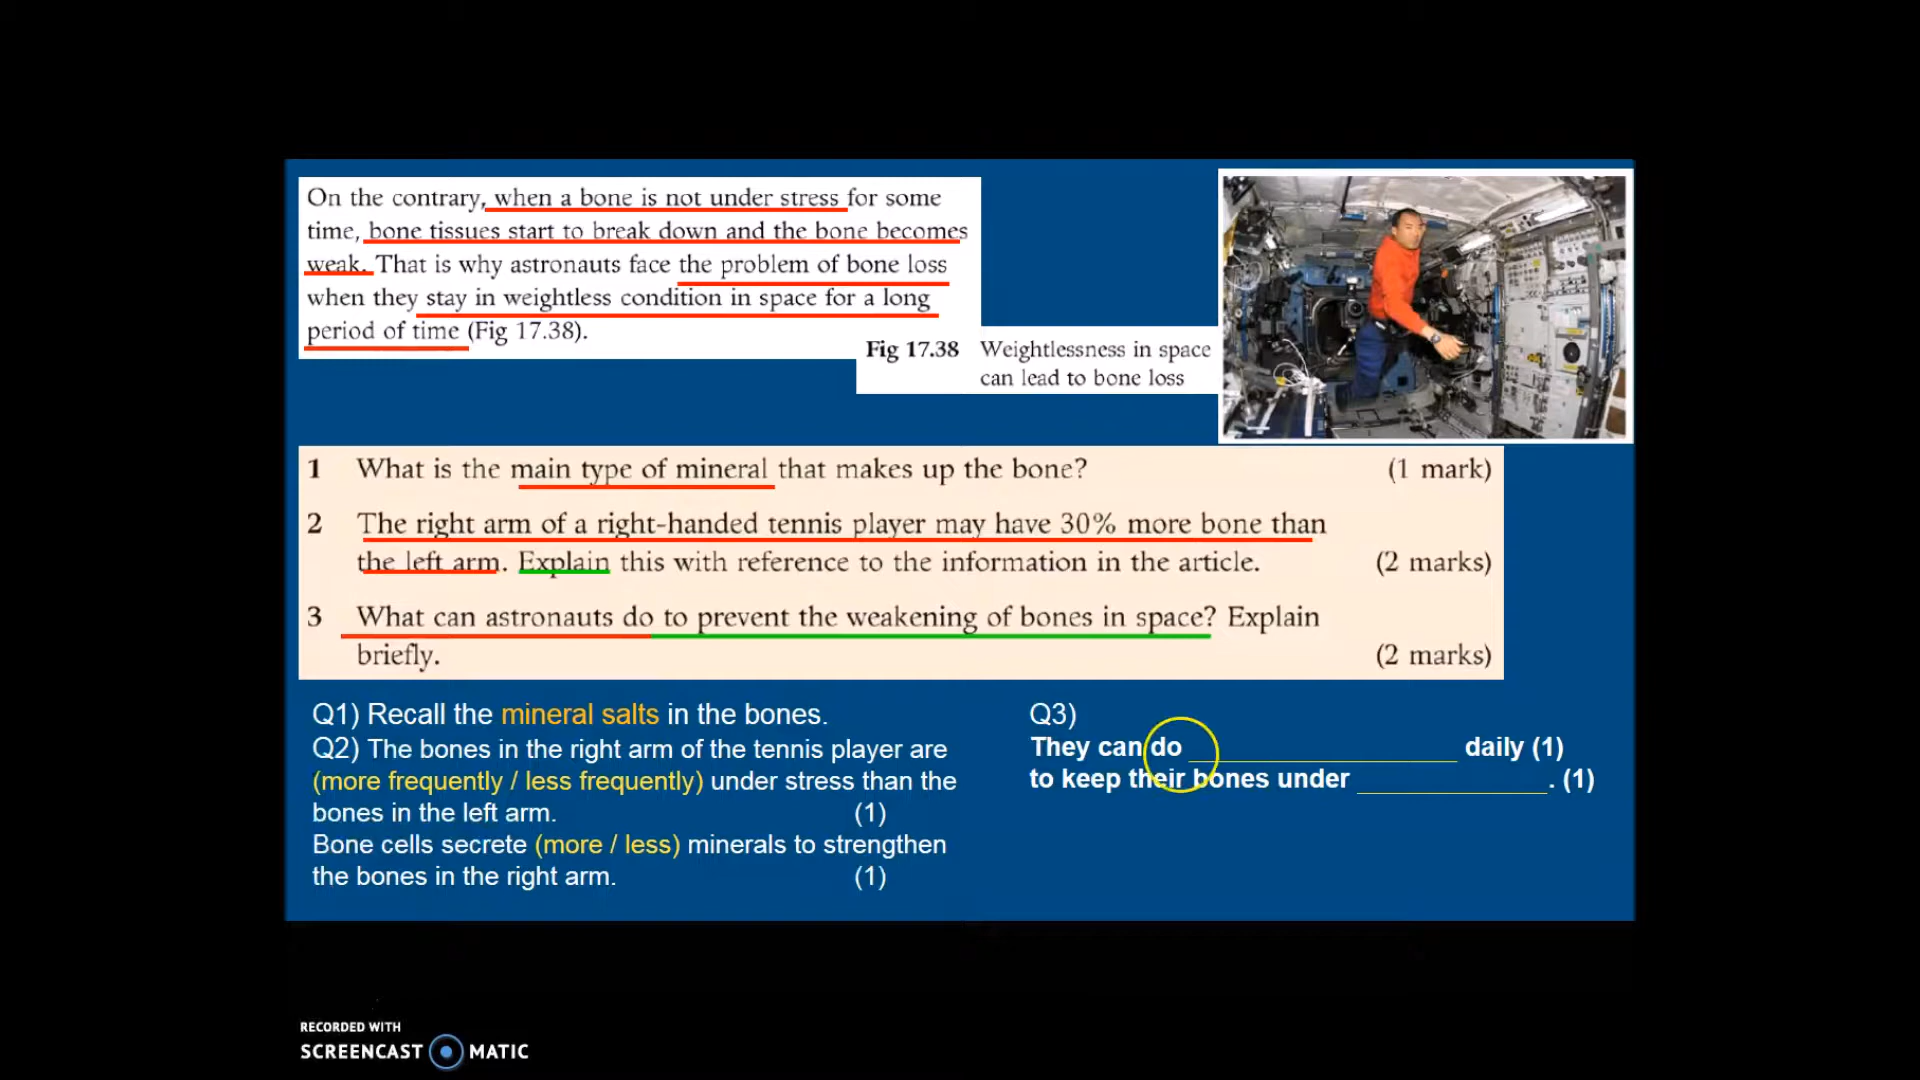 On the contrary, when a bone is not under stress for some
time, bone tissues start to break down and the bone becomes
weak. That is why astronauts face the problem of bone loss
when they stay in weightless condition in space for a long
period of time (Fig 17.38).
Fig 17.38 Weightlessness in space
can lead to bone loss
1 What is the main type of mineral that makes up the bone? (1 mark)
2 The right arm of a right-handed tennis player may have 30% more bone than
the left arm. Explain this with reference to the information in the article. (2 marks)
3 What can astronauts do to prevent the weakening of bones in space? Explain
briefly. (2 marks)
Q1) Recall the mineral salts in the bones.
Q2) The bones in the right arm of the tennis player are
(more frequently / less frequently) under stress than the
bones in the left arm. (1)
Bone cells secrete (more / less) minerals to strengthen
the bones in the right arm. (1)
Q3)
They can do ____________________ daily (1)
to keep their bones under ______________. (1)
RECORDED WITH
SCREENCAST MATIC